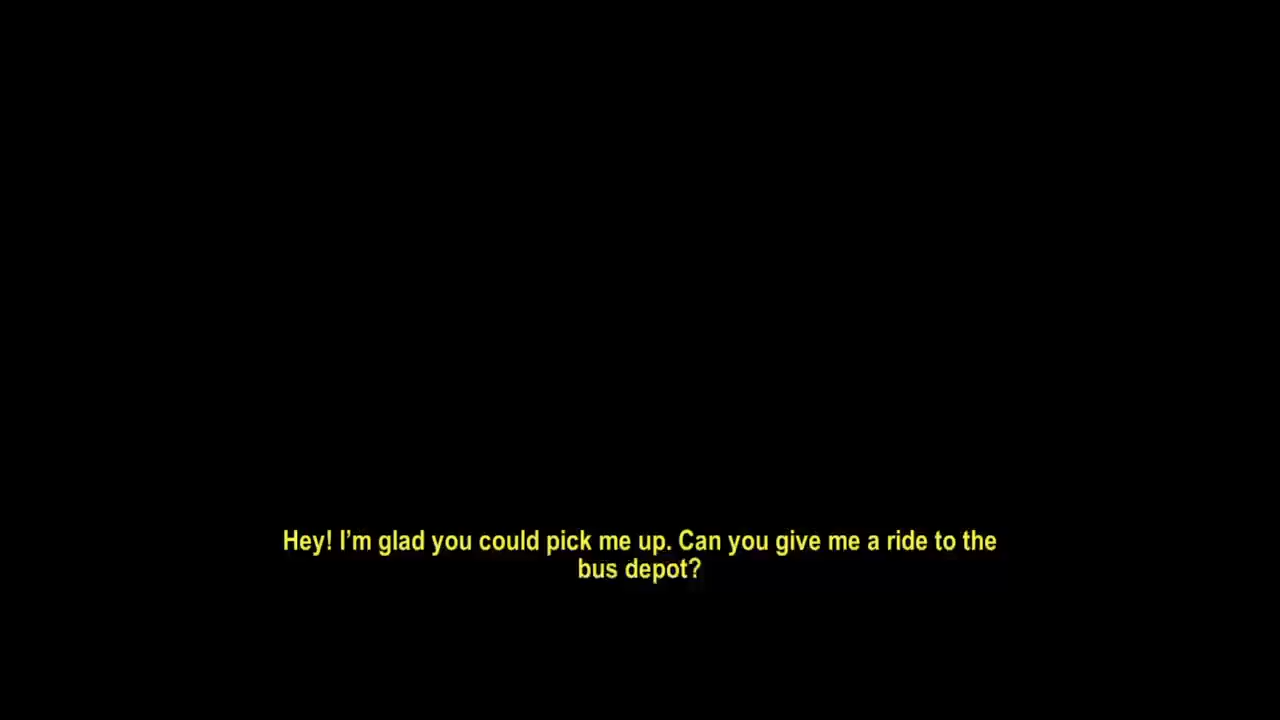 Hey! I’m glad you could pick me up. Can you give me a ride to the
bus depot?